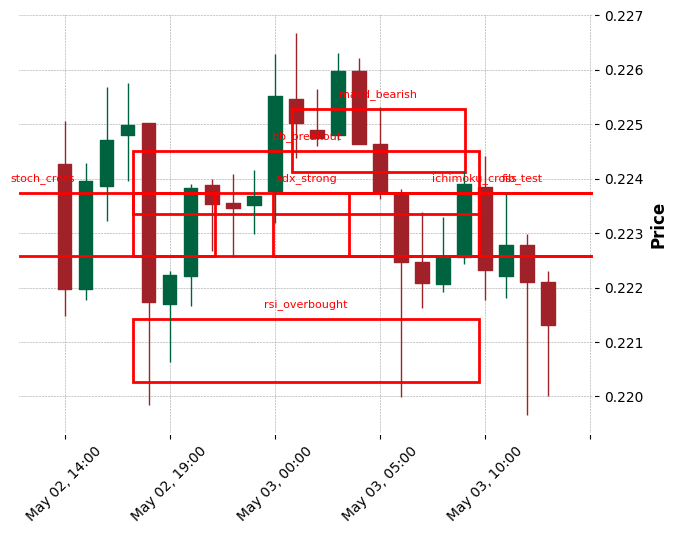 0.227
0.226
macd_bearish
0.225
bb_breakout
0.224
stoch_cross
adx_strong
ichimoku_cross
fib_test
0.223
Price
0.222
rsi_overbought
0.221
0.220
May 02, 14:00
May 02, 19:00
May 03, 00:00
May 03, 05:00
May 03, 10:00